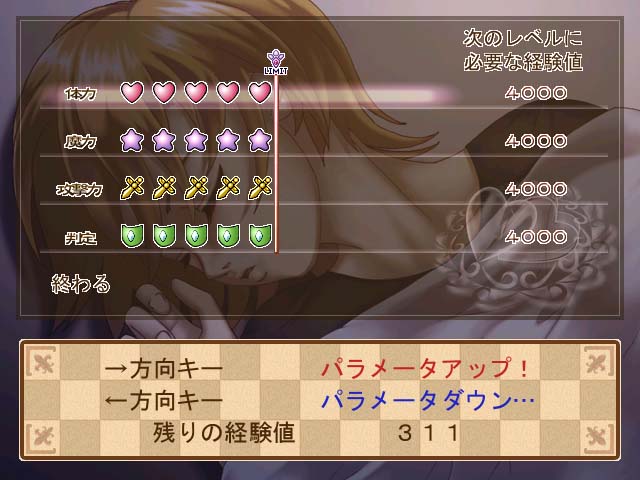 次のレベルに
必要な経験値
LIMIT
体力 4000
魔力 4000
攻撃力 4000
判定 4000
終わる
→方向キー パラメータアップ！
←方向キー パラメータダウン…
残りの経験値 ３１１